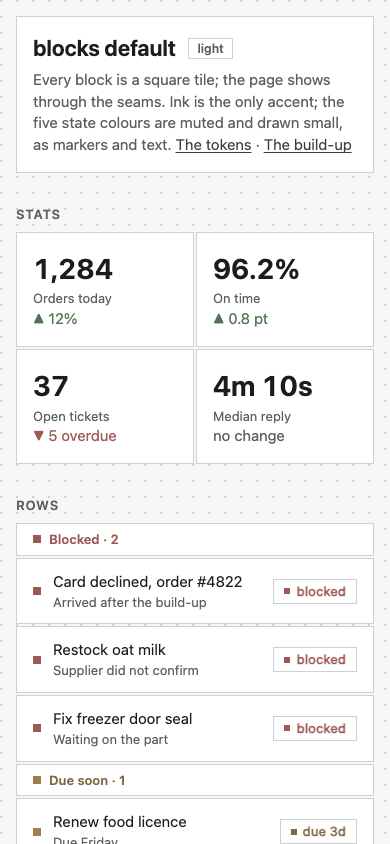 blocks default light
Every block is a square tile; the page shows
through the seams. Ink is the only accent; the
five state colours are muted and drawn small,
as markers and text. The tokens · The build-up
STATS
1,284
Orders today
▲ 12%
96.2%
On time
▲ 0.8 pt
37
Open tickets
▼ 5 overdue
4m 10s
Median reply
no change
ROWS
Blocked · 2
Card declined, order #4822
Arrived after the build-up
blocked
Restock oat milk
Supplier did not confirm
blocked
Fix freezer door seal
Waiting on the part
blocked
Due soon · 1
Renew food licence
Due Friday
due 3d